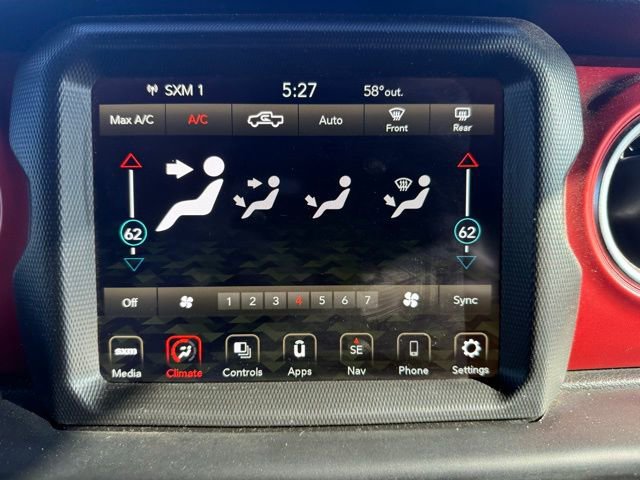 SXM 1 5:27 58°out.
Max A/C A/C Auto Front Rear
62 62
Off 1 2 3 4 5 6 7 Sync
SXM SE
Media Climate Controls Apps Nav Phone Settings